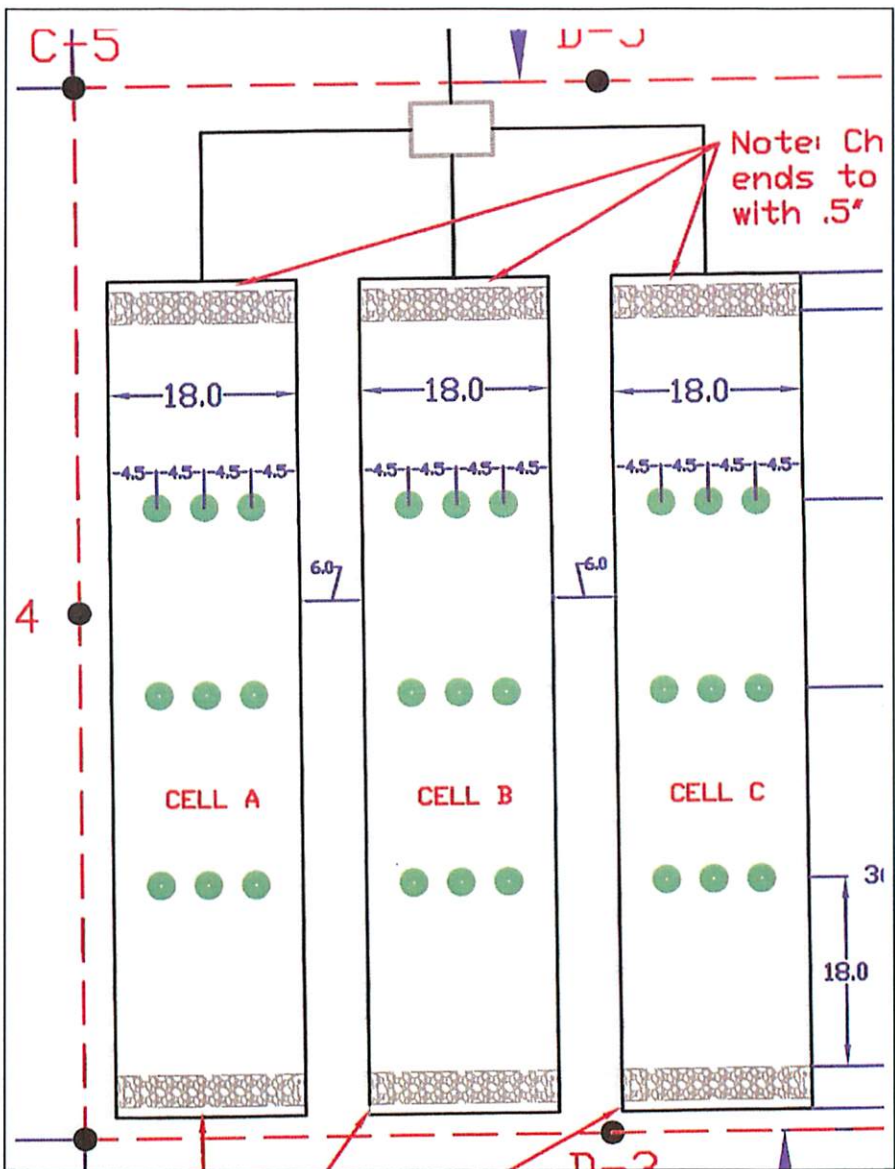 C-5
Note: Ch
ends to
with .5"
18.0 18.0 18.0
-4.5- -4.5- -4.5- -4.5- -4.5- -4.5- -4.5- -4.5- -4.5- -4.5- -4.5- -4.5-
6.0 6.0
4
CELL A CELL B CELL C
18.0